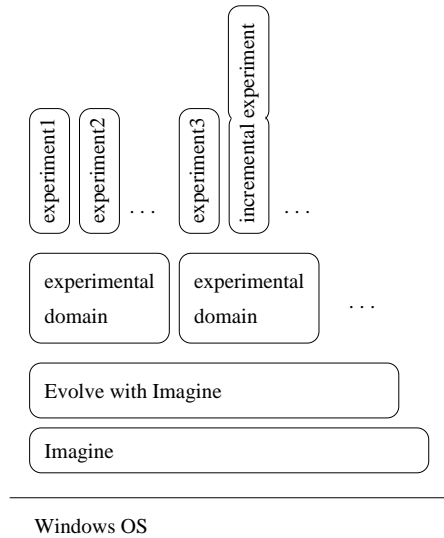 experiment1
experiment2
. . .
experiment3
incremental experiment
. . .
experimental
domain
experimental
domain
. . .
Evolve with Imagine
Imagine
Windows OS